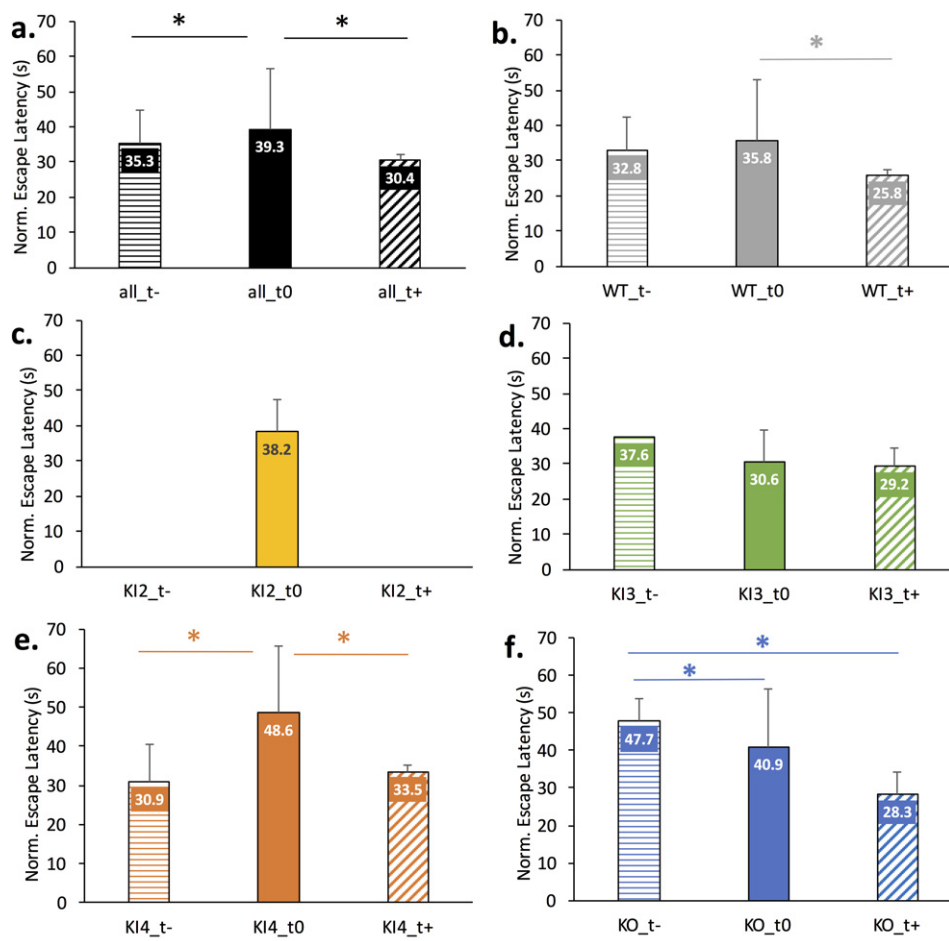 a.
Norm. Escape Latency (s)
70
60
50
40
30
20
10
0
*
*
35.3
39.3
30.4
all_t-
all_t0
all_t+
b.
Norm. Escape Latency (s)
70
60
50
40
30
20
10
0
*
32.8
35.8
25.8
WT_t-
WT_t0
WT_t+
c.
Norm. Escape Latency (s)
70
60
50
40
30
20
10
0
38.2
KI2_t-
KI2_t0
KI2_t+
d.
Norm. Escape Latency (s)
70
60
50
40
30
20
10
0
37.6
30.6
29.2
KI3_t-
KI3_t0
KI3_t+
e.
Norm. Escape Latency (s)
70
60
50
40
30
20
10
0
*
*
30.9
48.6
33.5
KI4_t-
KI4_t0
KI4_t+
f.
Norm. Escape Latency (s)
70
60
50
40
30
20
10
0
*
*
47.7
40.9
28.3
KO_t-
KO_t0
KO_t+